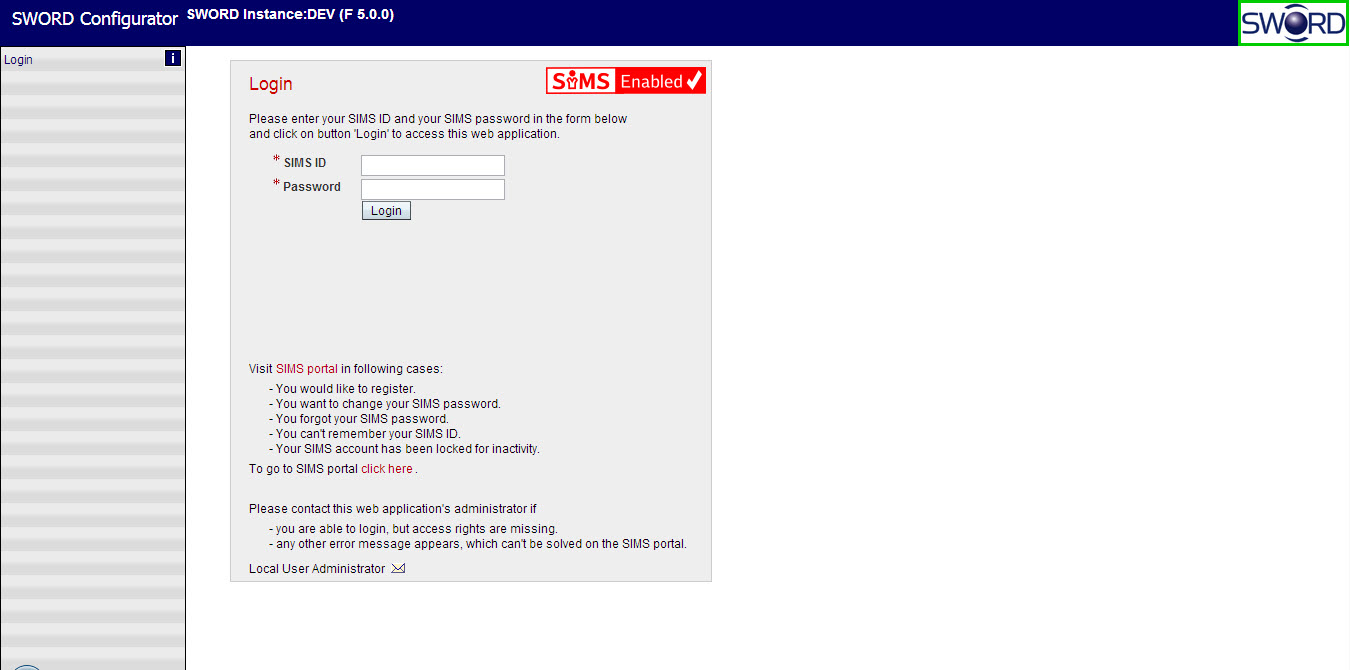 SWORD Configurator SWORD Instance:DEV (F 5.0.0)
SWORD
Login i
Login
SiMS Enabled
Please enter your SIMS ID and your SIMS password in the form below
and click on button 'Login' to access this web application.
* SIMS ID
* Password
Login
Visit SIMS portal in following cases:
- You would like to register.
- You want to change your SIMS password.
- You forgot your SIMS password.
- You can't remember your SIMS ID.
- Your SIMS account has been locked for inactivity.
To go to SIMS portal click here .
Please contact this web application's administrator if
- you are able to login, but access rights are missing.
- any other error message appears, which can't be solved on the SIMS portal.
Local User Administrator